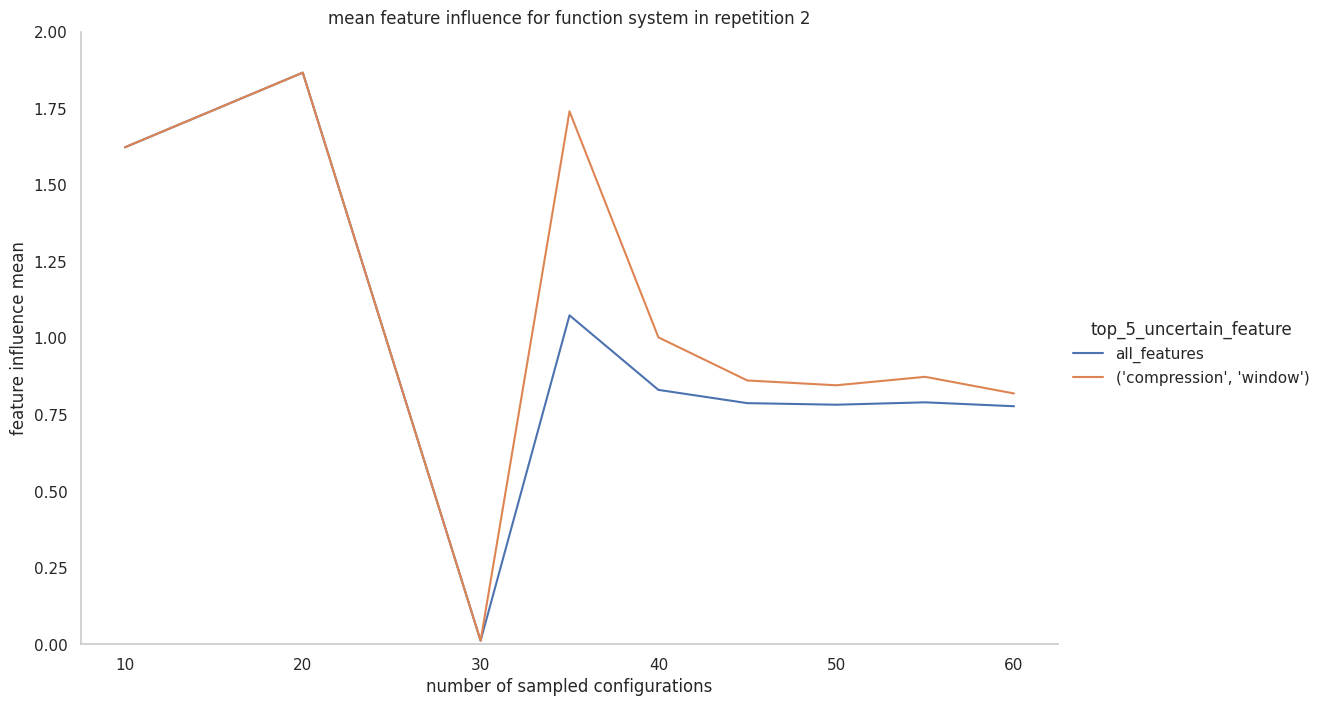 mean feature influence for function system in repetition 2
2.00
1.75
1.50
1.25
1.00
0.75
0.50
0.25
0.00
feature influence mean
10 20 30 40 50 60
number of sampled configurations
top_5_uncertain_feature
all_features
('compression', 'window')